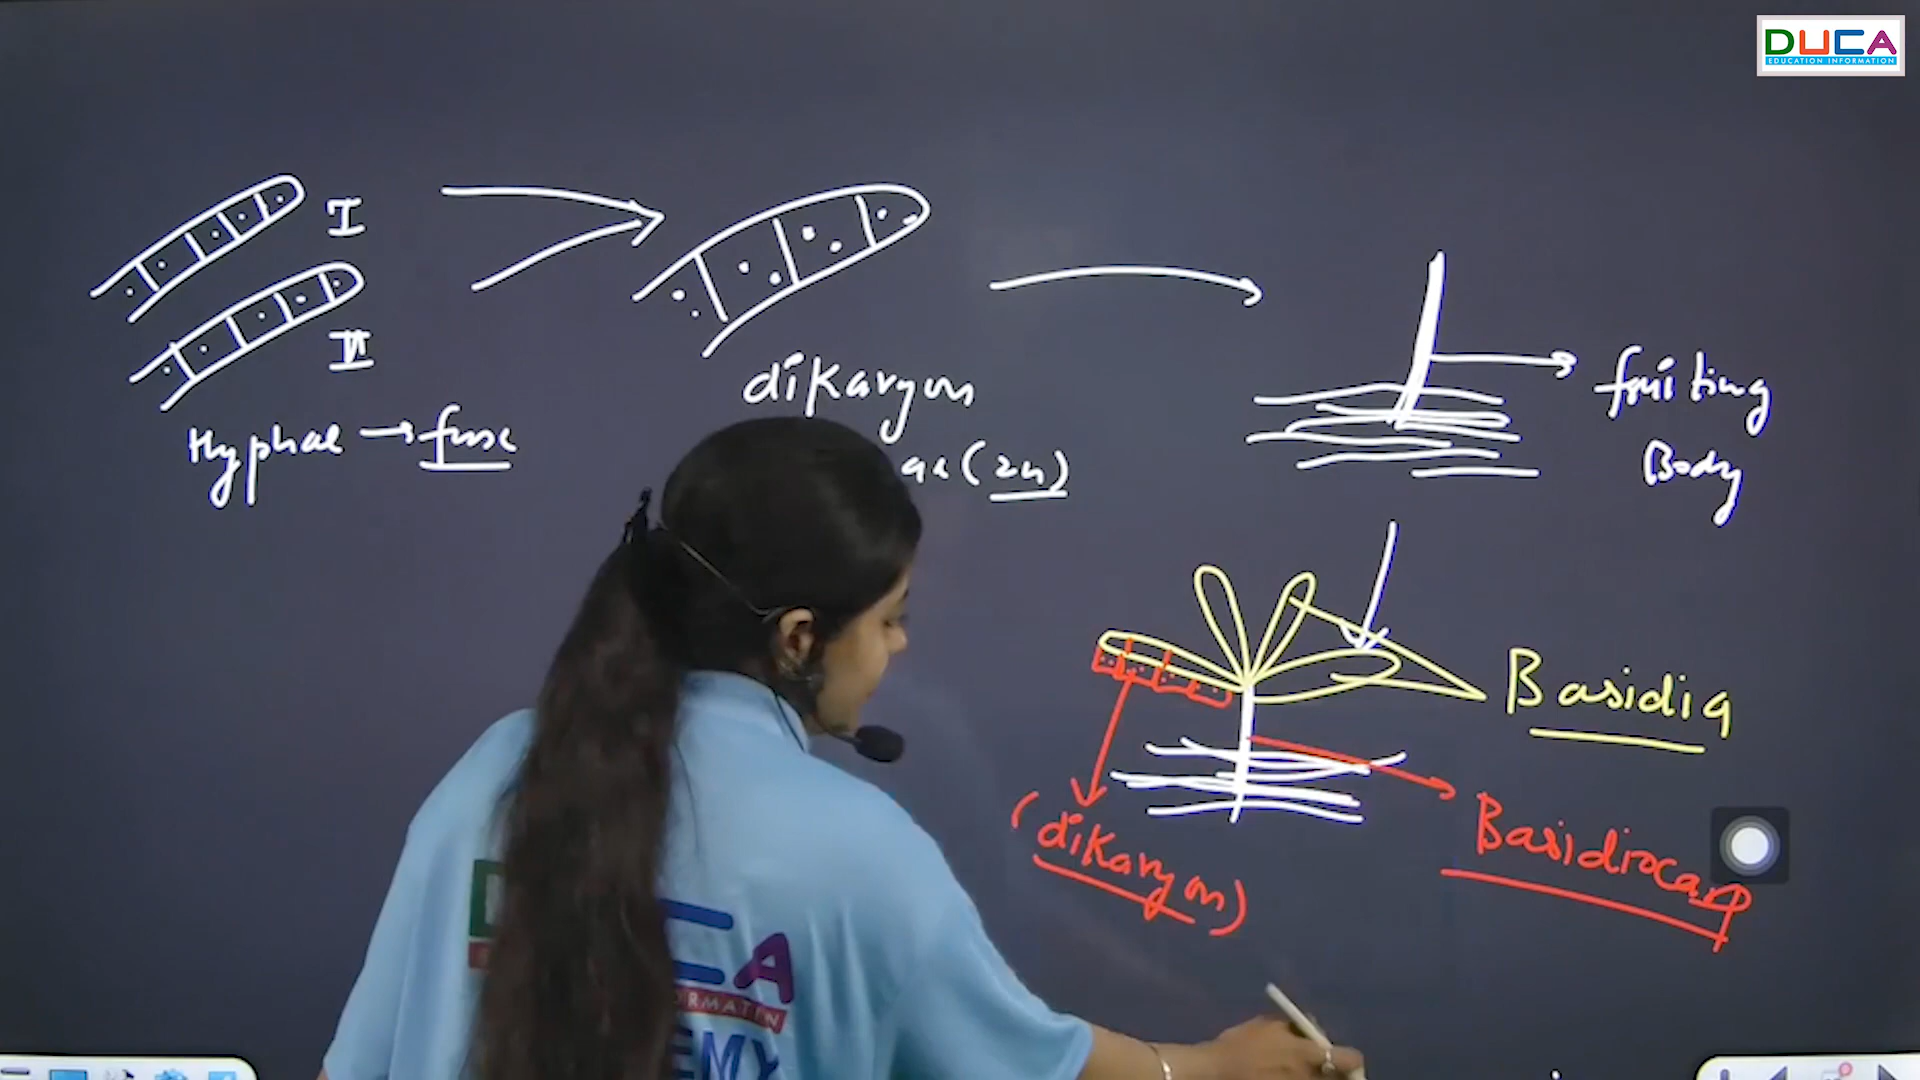 DUCA
EDUCATION INFORMATION
I
II
Hyphae → fuse
dikaryon
(2n)
fruiting
Body
Basidia
Basidiocarp
(dikaryon)